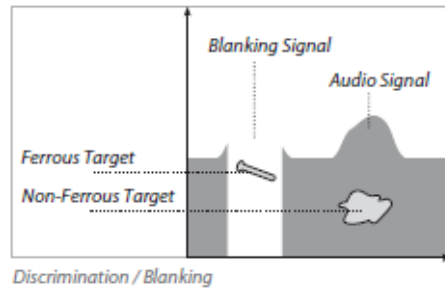 Blanking Signal
Audio Signal
Ferrous Target
Non-Ferrous Target
Discrimination / Blanking